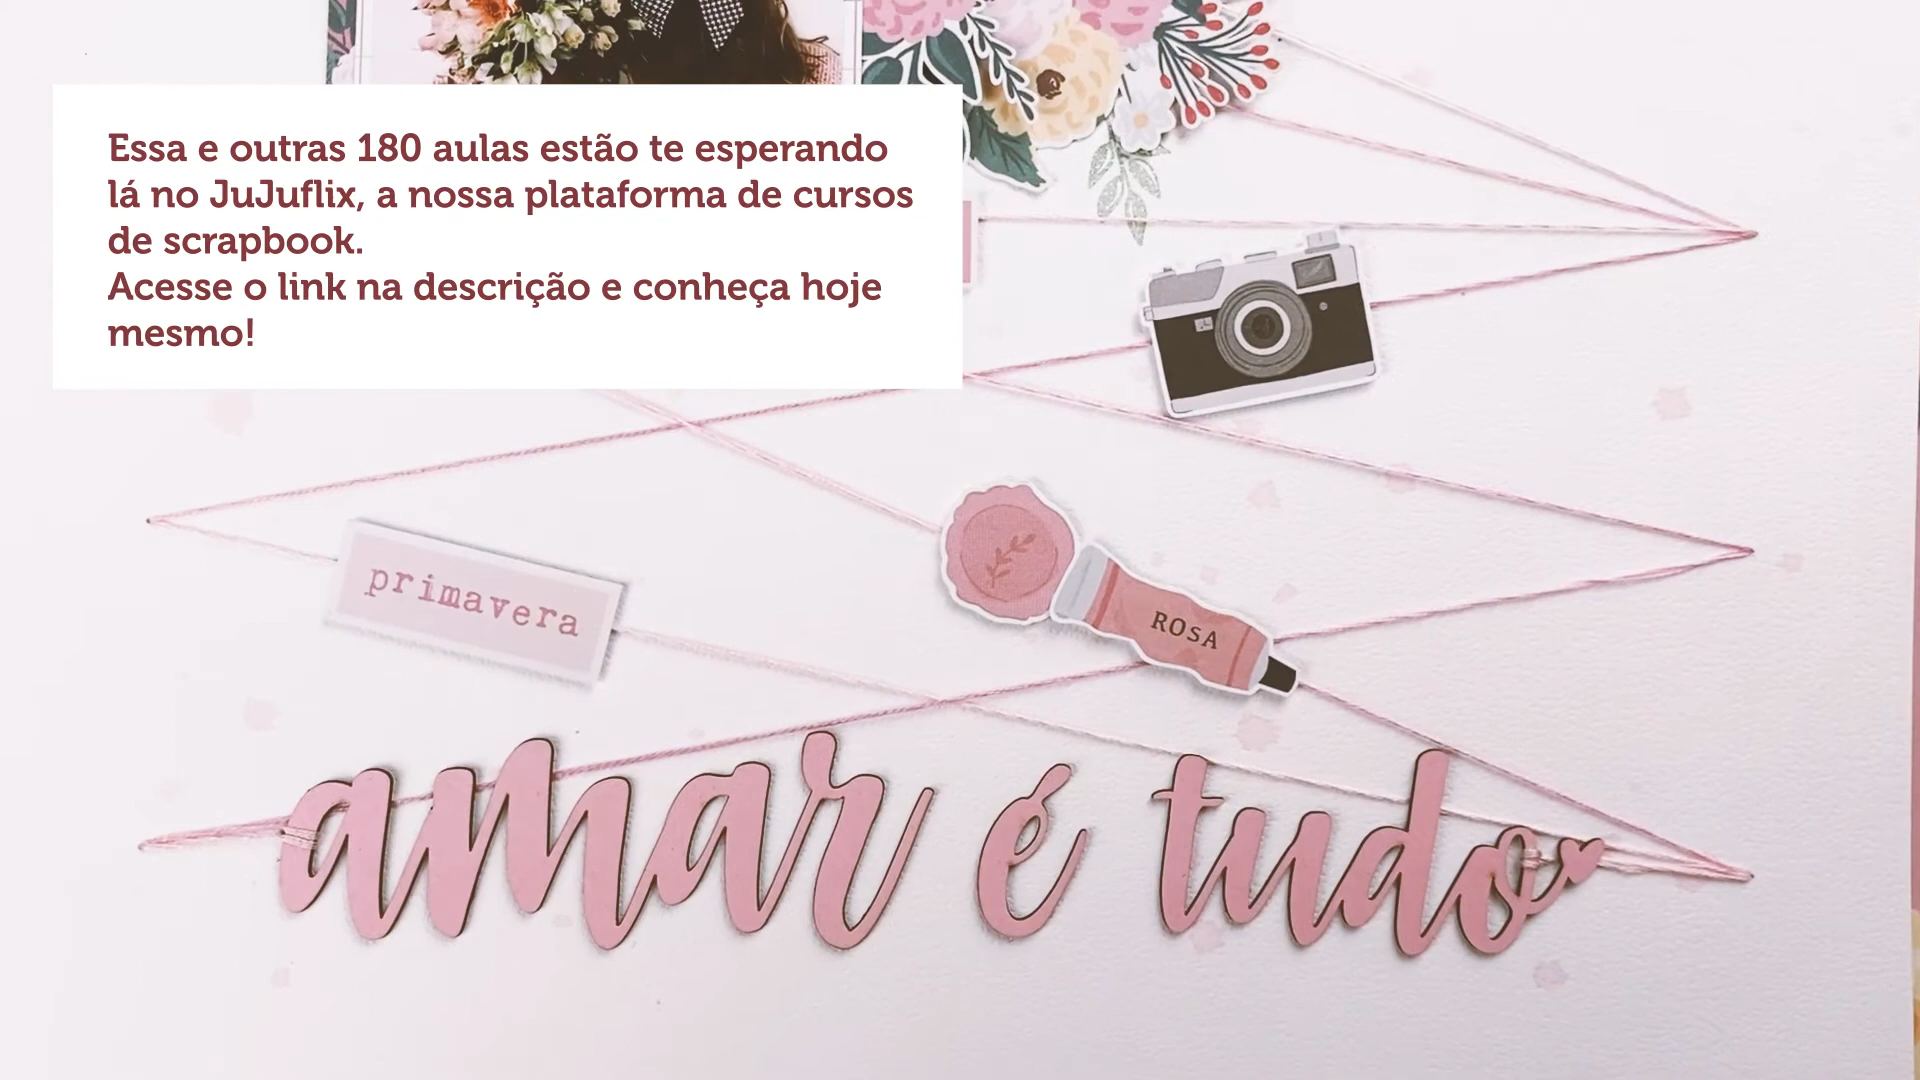 Essa e outras 180 aulas estão te esperando
lá no JuJuflix, a nossa plataforma de cursos
de scrapbook.
Acesse o link na descrição e conheça hoje
mesmo!
primavera
ROSA
amar é tudo